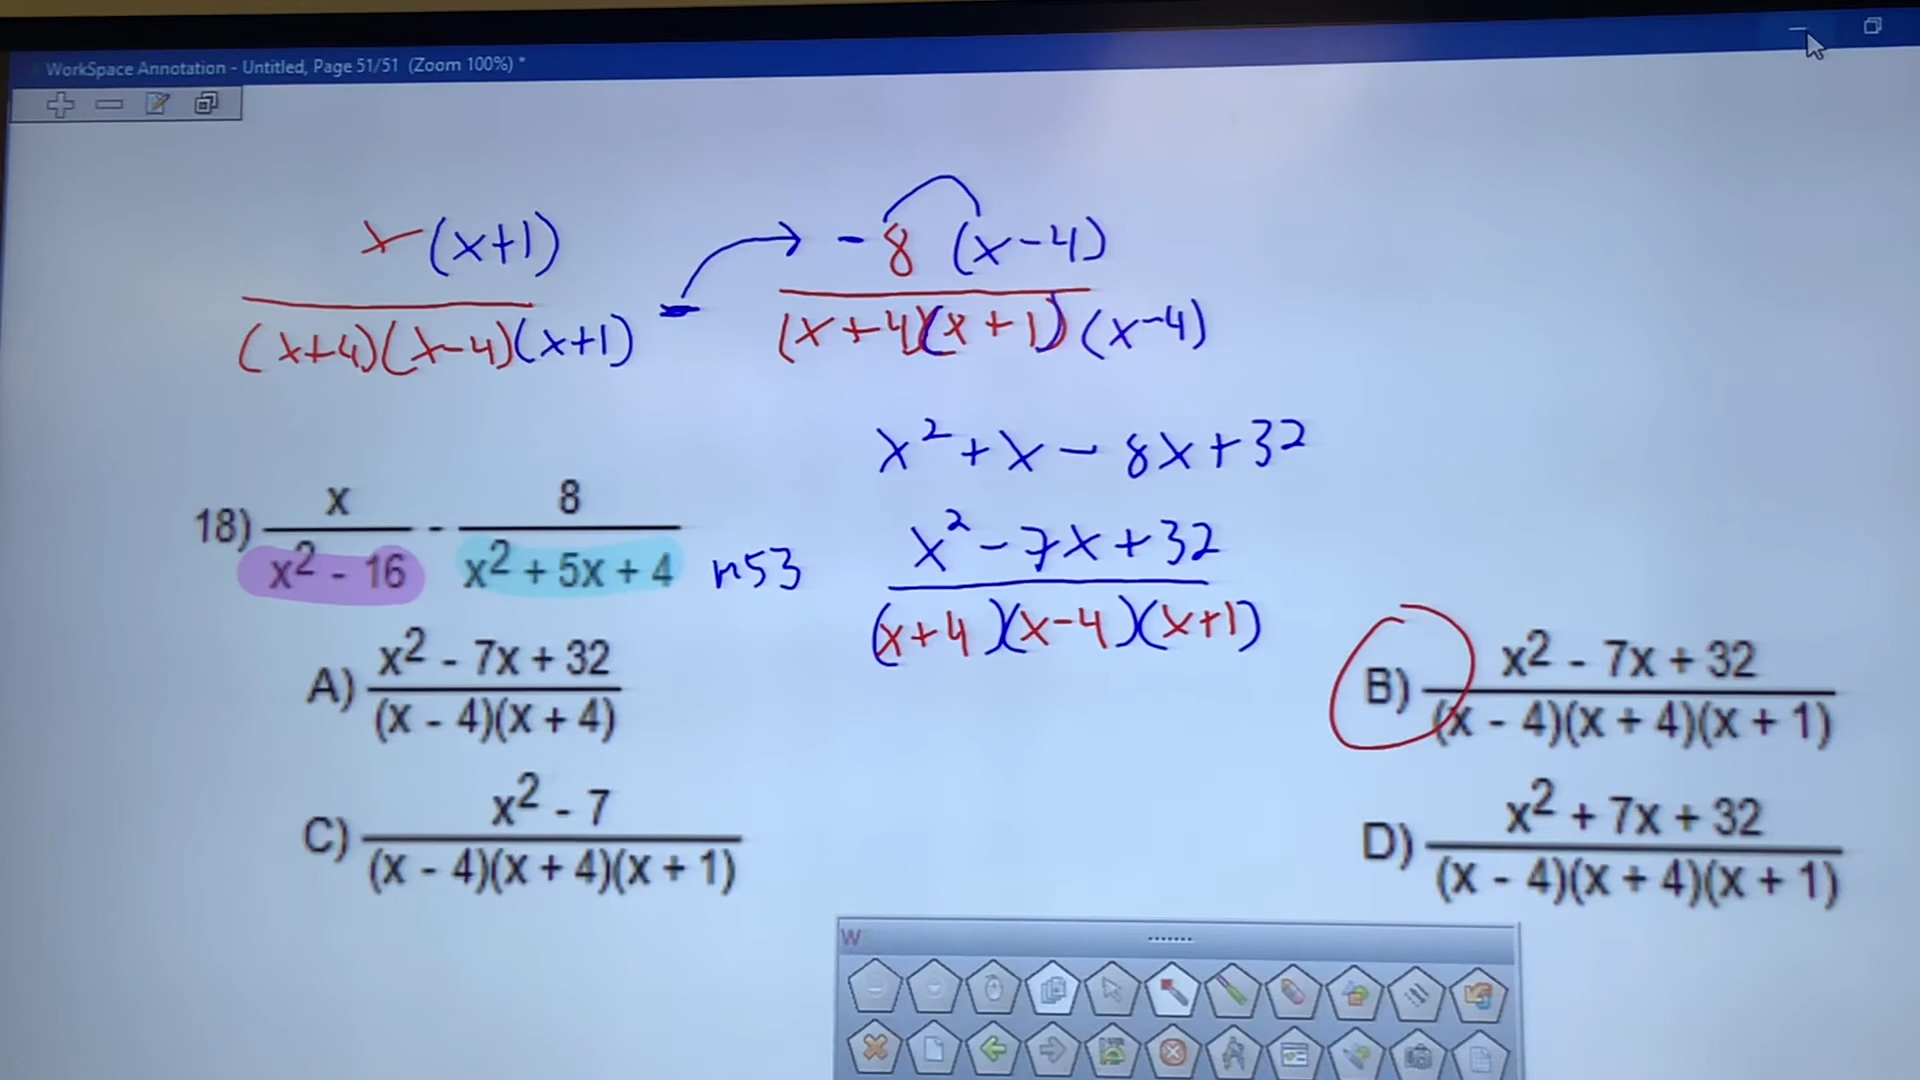 WorkSpace Annotation - Untitled, Page 51/51 (Zoom 100%) *
x(x+1) - -8(x-4)
(x+4)(x-4)(x+1) (x+4)(x+1)(x-4)
x² + x - 8x + 32
x² - 7x + 32
(x+4)(x-4)(x+1)
18) x - 8
x² - 16 x² + 5x + 4
A) x² - 7x + 32
(x - 4)(x + 4)
B) x² - 7x + 32
(x - 4)(x + 4)(x + 1)
C) x² - 7
(x - 4)(x + 4)(x + 1)
D) x² + 7x + 32
(x - 4)(x + 4)(x + 1)
W